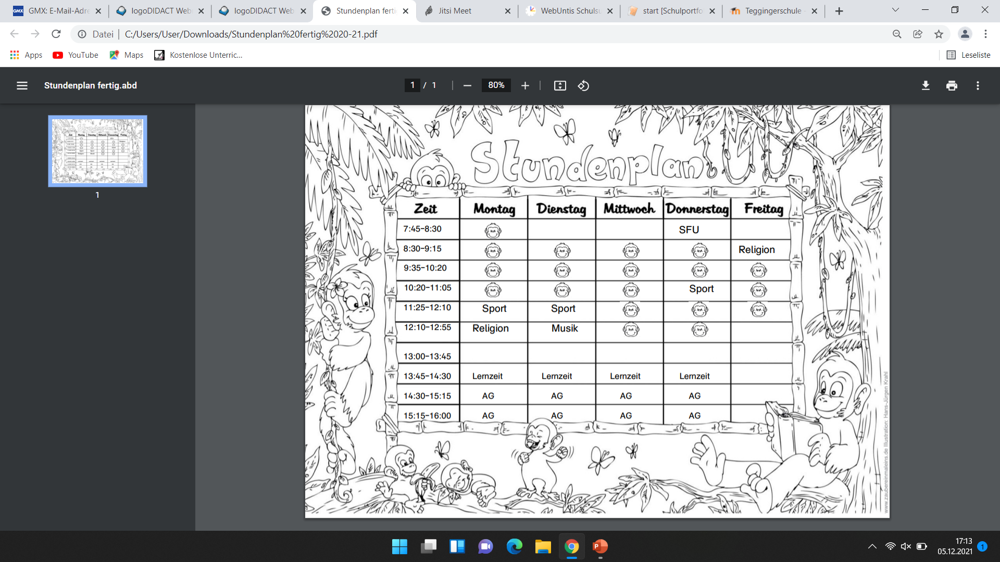 GMX: E-Mail-Adre
logoDIDACT Web
logoDIDACT Web
Stundenplan ferti
Jitsi Meet
WebUntis Schulsu
start [Schulportfo
Teggingerschule -
Datei | C:/Users/User/Downloads/Stundenplan%20fertig%2020-21.pdf
Apps YouTube Maps Kostenlose Unterric... Leseliste
Stundenplan fertig.abd 1 / 1 80%
1
Stundenplan
Zeit Montag Dienstag Mittwoch Donnerstag Freitag
7:45-8:30 SFU
8:30-9:15 Religion
9:35-10:20
10:20-11:05 Sport
11:25-12:10 Sport Sport
12:10-12:55 Religion Musik
13:00-13:45
13:45-14:30 Lernzeit Lernzeit Lernzeit Lernzeit
14:30-15:15 AG AG AG AG
15:15-16:00 AG AG AG AG
www.zaubereinmaleins.de Illustration: Hans-Jürgen Krahl
17:13
05.12.2021 1